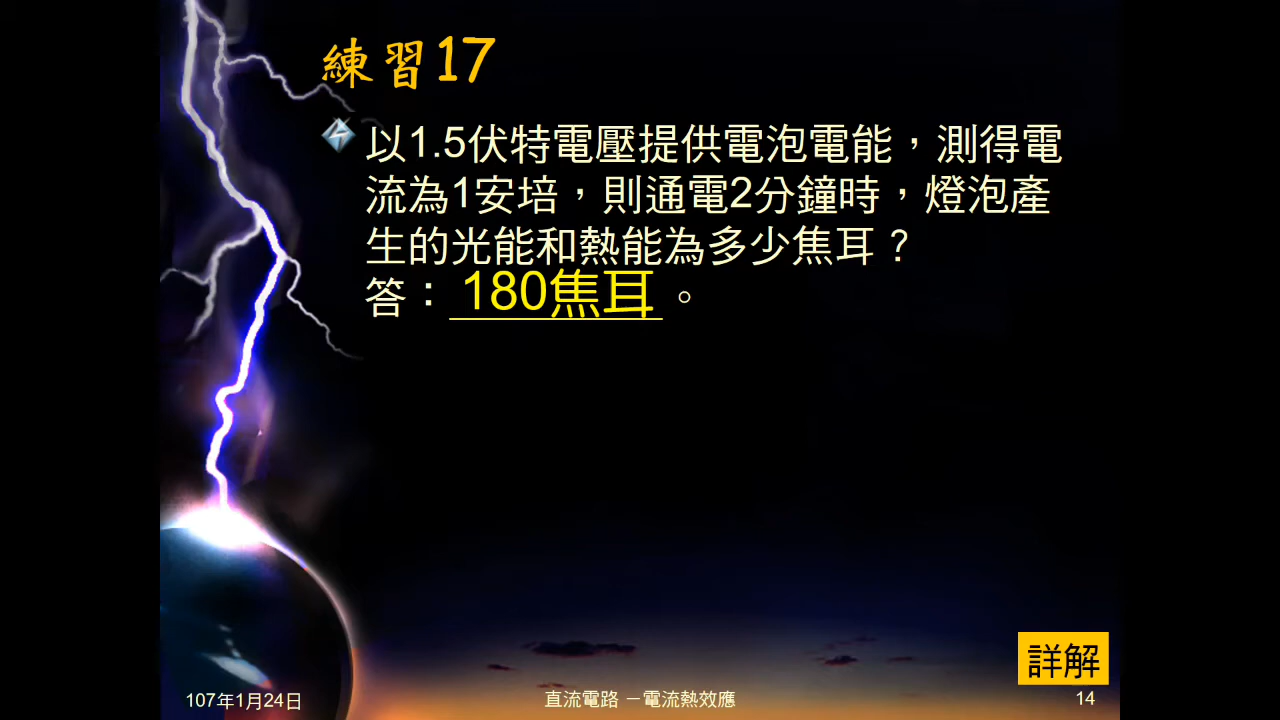 練習17
以1.5伏特電壓提供電泡電能，測得電
流為1安培，則通電2分鐘時，燈泡產
生的光能和熱能為多少焦耳？
答：180焦耳。
詳解
107年1月24日
直流電路 －電流熱效應
14